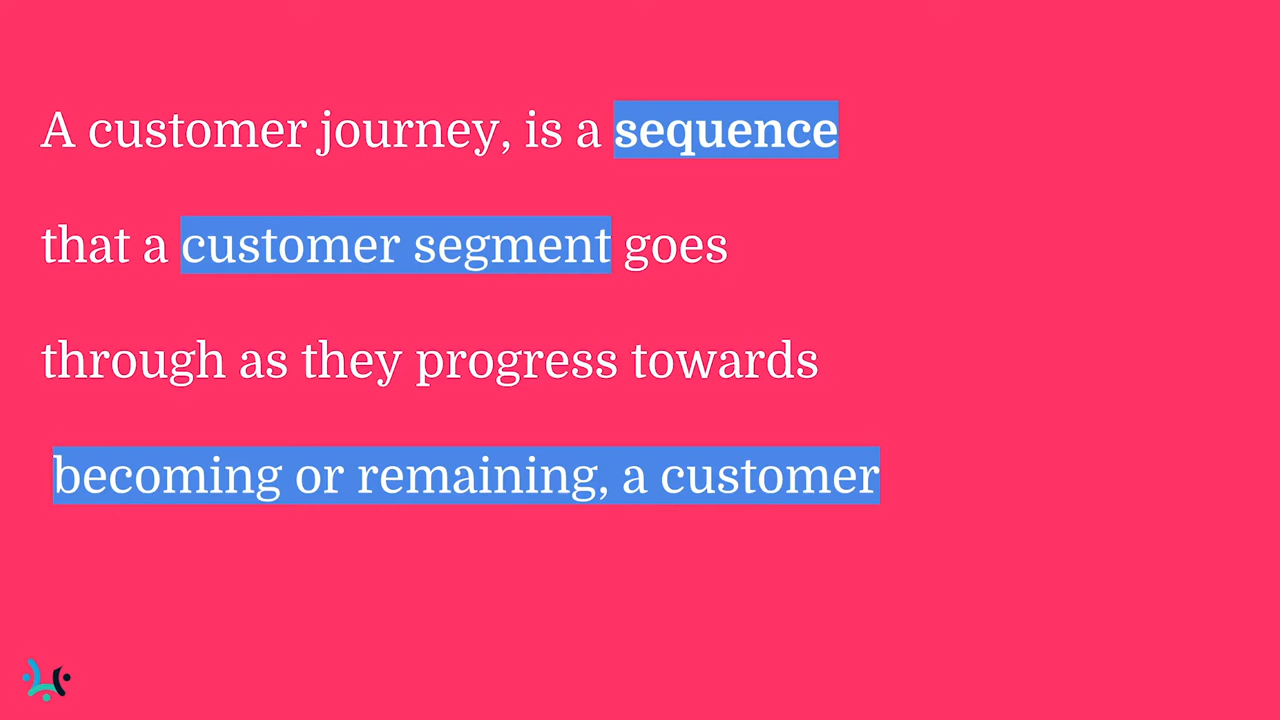 A customer journey, is a sequence
that a customer segment goes
through as they progress towards
becoming or remaining, a customer